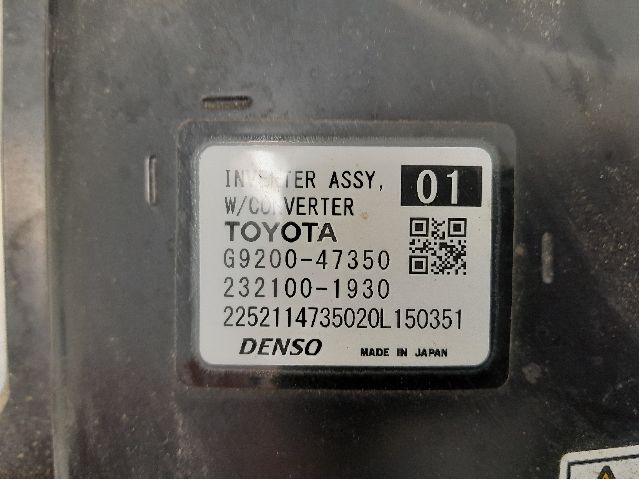 INVERTER ASSY, 01
W/CONVERTER
TOYOTA
G9200-47350
232100-1930
2252114735020L150351
DENSO MADE IN JAPAN